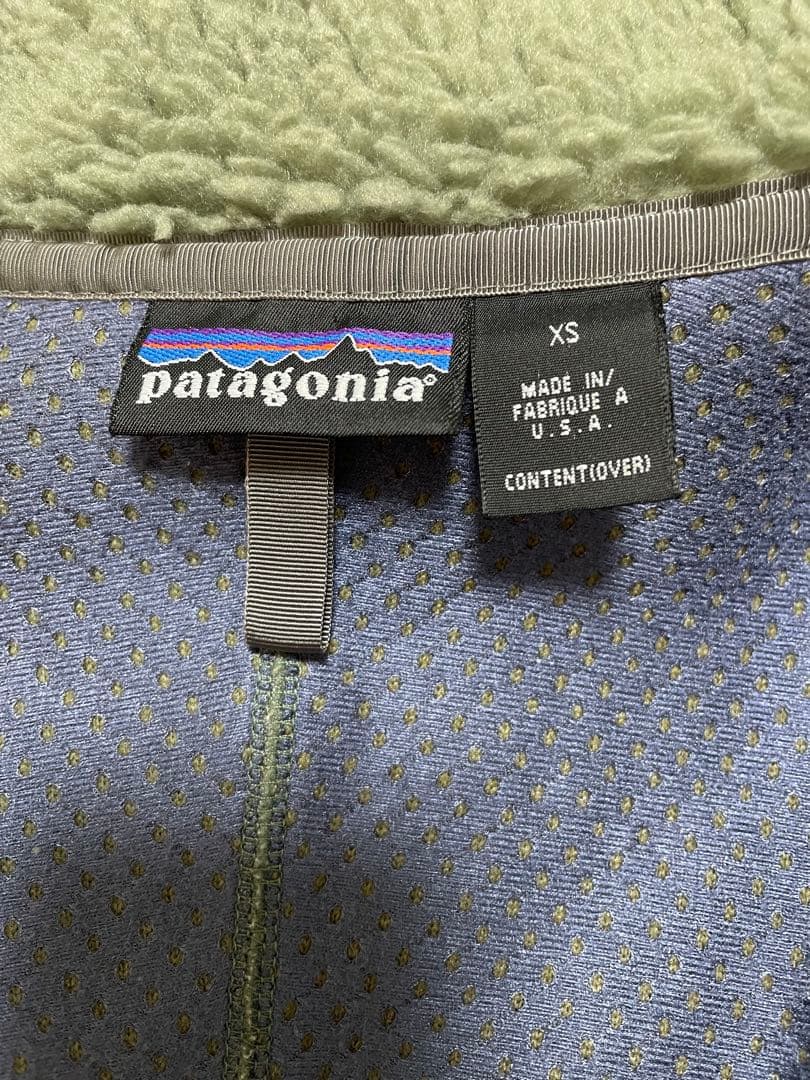 patagonia®
XS
MADE IN/
FABRIQUE A
U.S.A.
CONTENT(OVER)